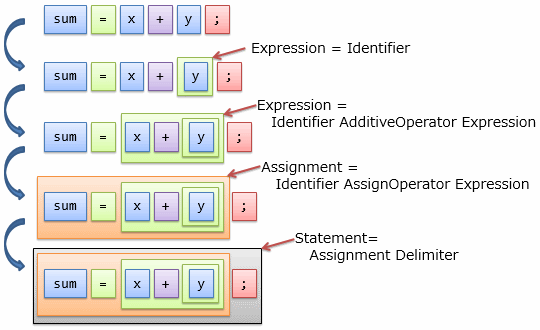 sum = x + y ;
Expression = Identifier
sum = x + y ;
Expression =
Identifier AdditiveOperator Expression
sum = x + y ;
Assignment =
Identifier AssignOperator Expression
sum = x + y ;
Statement=
Assignment Delimiter
sum = x + y ;